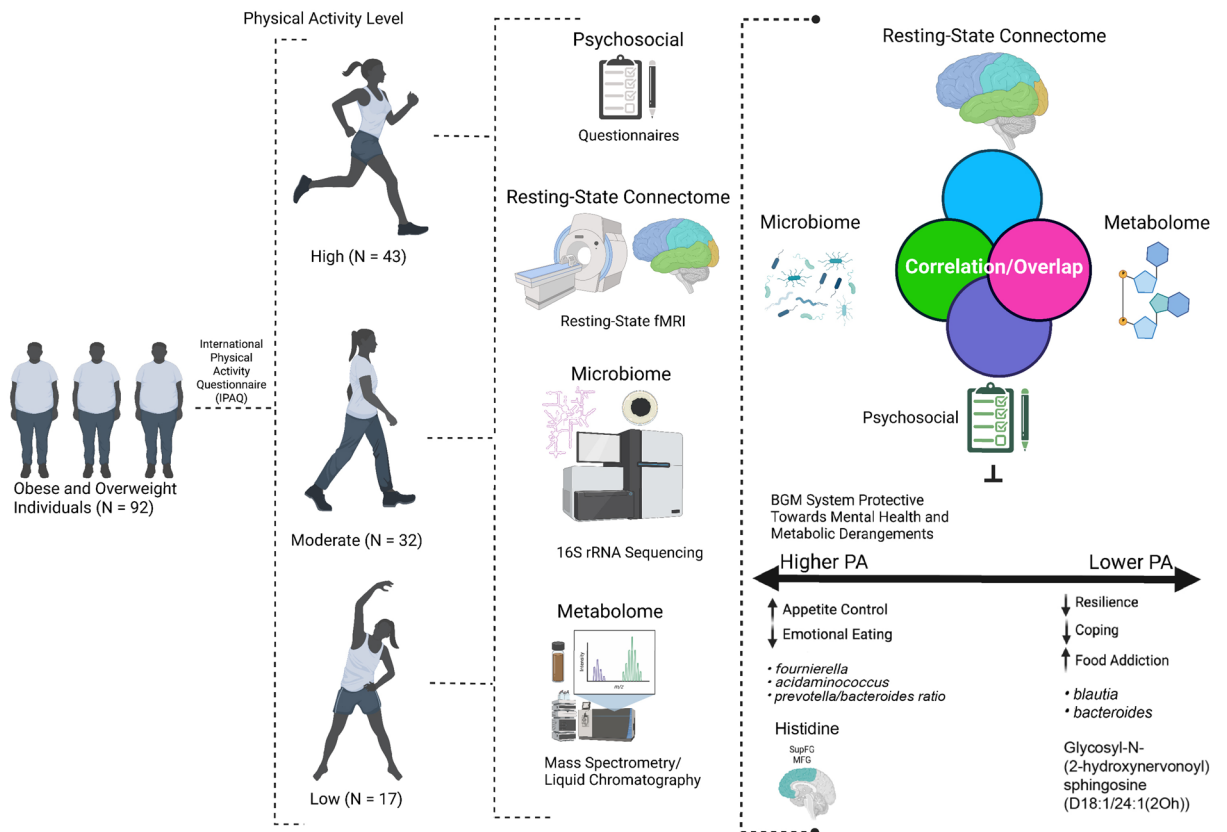 Physical Activity Level
High (N = 43)
Moderate (N = 32)
Low (N = 17)
Obese and Overweight
Individuals (N = 92)
International
Physical
Activity
Questionnaire
(IPAQ)
Psychosocial
Questionnaires
Resting-State Connectome
Resting-State fMRI
Microbiome
16S rRNA Sequencing
Metabolome
Intensity
m/z
Mass Spectrometry/
Liquid Chromatography
Resting-State Connectome
Microbiome
Metabolome
Correlation/Overlap
Psychosocial
BGM System Protective
Towards Mental Health and
Metabolic Derangements
Higher PA
Lower PA
Appetite Control
Emotional Eating
• fournierella
• acidaminococcus
• prevotella/bacteroides ratio
Histidine
SupFG
MFG
Resilience
Coping
Food Addiction
• blautia
• bacteroides
Glycosyl-N-
(2-hydroxynervonoyl)
sphingosine
(D18:1/24:1(2Oh))